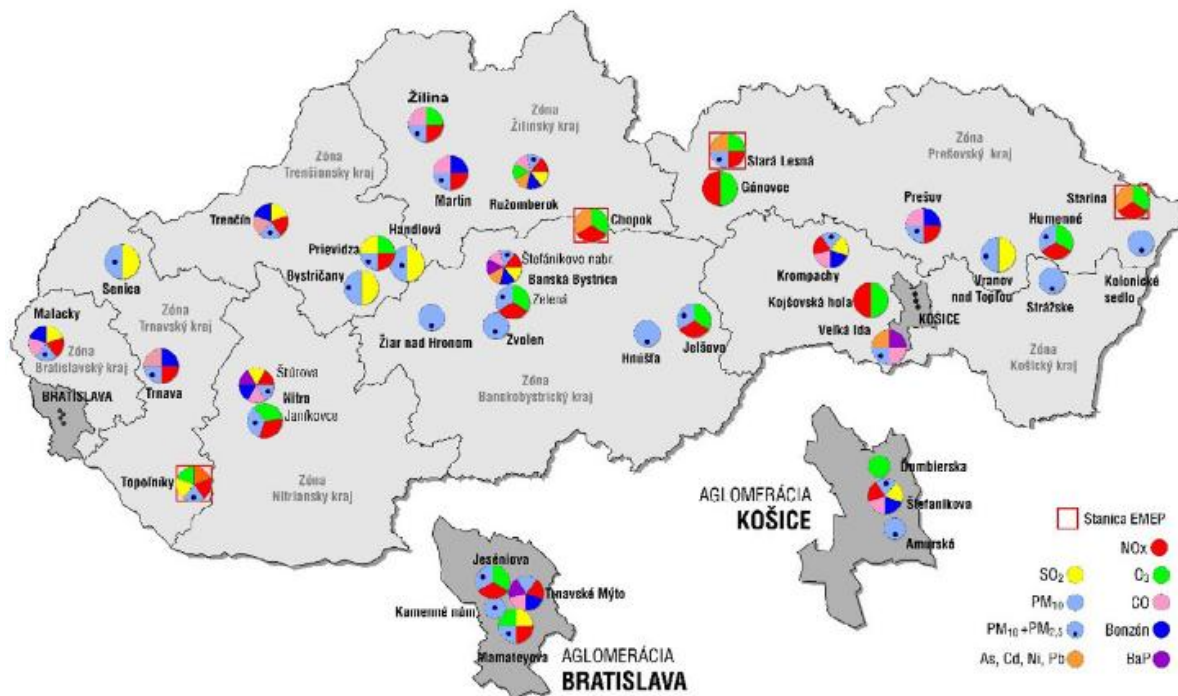 Žilina
Zóna
Žilinský kraj
Zóna
Trenčiansky kraj
Zóna
Prešovský kraj
Stará Lesná
Gánovce
Martin
Ružomberok
Prešov
Starina
Trenčín
Chopok
Humenné
Handlová
Prievidza
Štefánikovo nábr.
Banská Bystrica
Krompachy
Kolonické
sedlo
Senica
Bystričany
Vranov
nad Topľou
Zelená
Strážske
Kojšovská hola
KOŠICE
Malacky
Zóna
Trnavský kraj
Žiar nad Hronom
Zvolen
Hnúšťa
Jelšava
Veľká Ida
Zóna
Bratislavský kraj
Zóna
Košický kraj
Trnava
Štúrova
Nitra
Janíkovce
Zóna
Banskobystrický kraj
BRATISLAVA
Topoľníky
Zóna
Nitriansky kraj
Ďumbierska
AGLOMERÁCIA
KOŠICE
Štefánikova
Amurská
Stanica EMEP
NOx
Jeséniova
SO₂
O₃
Trnavské Mýto
Kamenné nám.
PM₁₀
CO
PM₁₀+PM₂,₅
Benzén
Mamateyova
AGLOMERÁCIA
BRATISLAVA
As, Cd, Ni, Pb
BaP